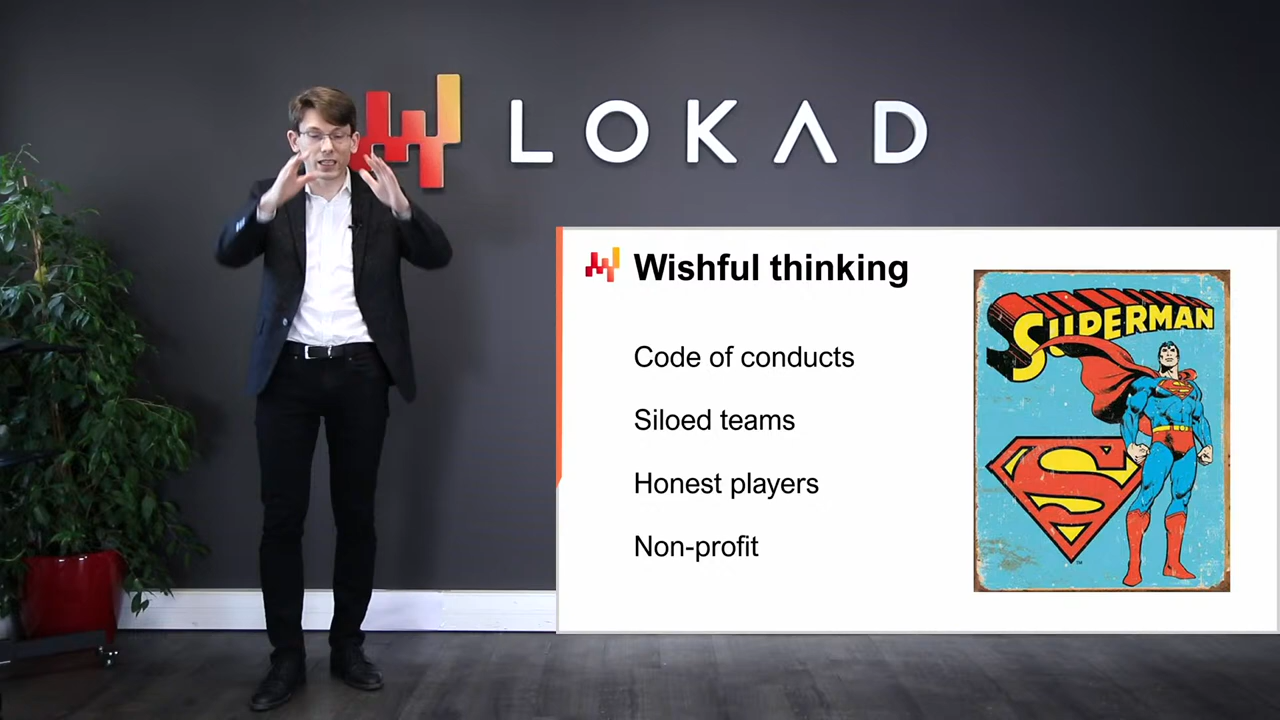 LOKAD
Wishful thinking
Code of conducts
Siloed teams
Honest players
Non-profit
SUPERMAN
S